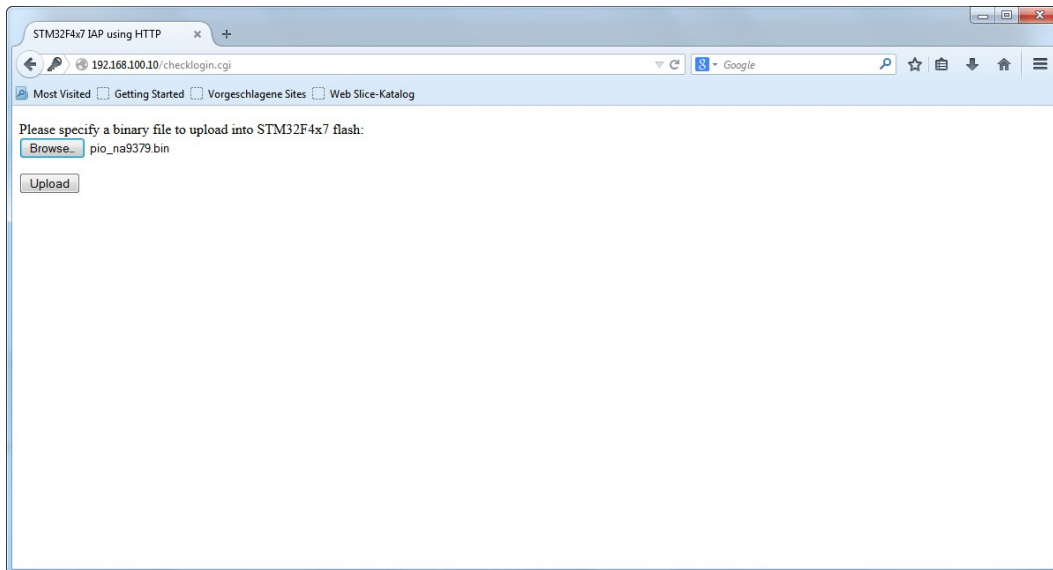 STM32F4x7 IAP using HTTP
192.168.100.10/checklogin.cgi
Google
Most Visited Getting Started Vorgeschlagene Sites Web Slice-Katalog
Please specify a binary file to upload into STM32F4x7 flash:
Browse... pio_na9379.bin
Upload